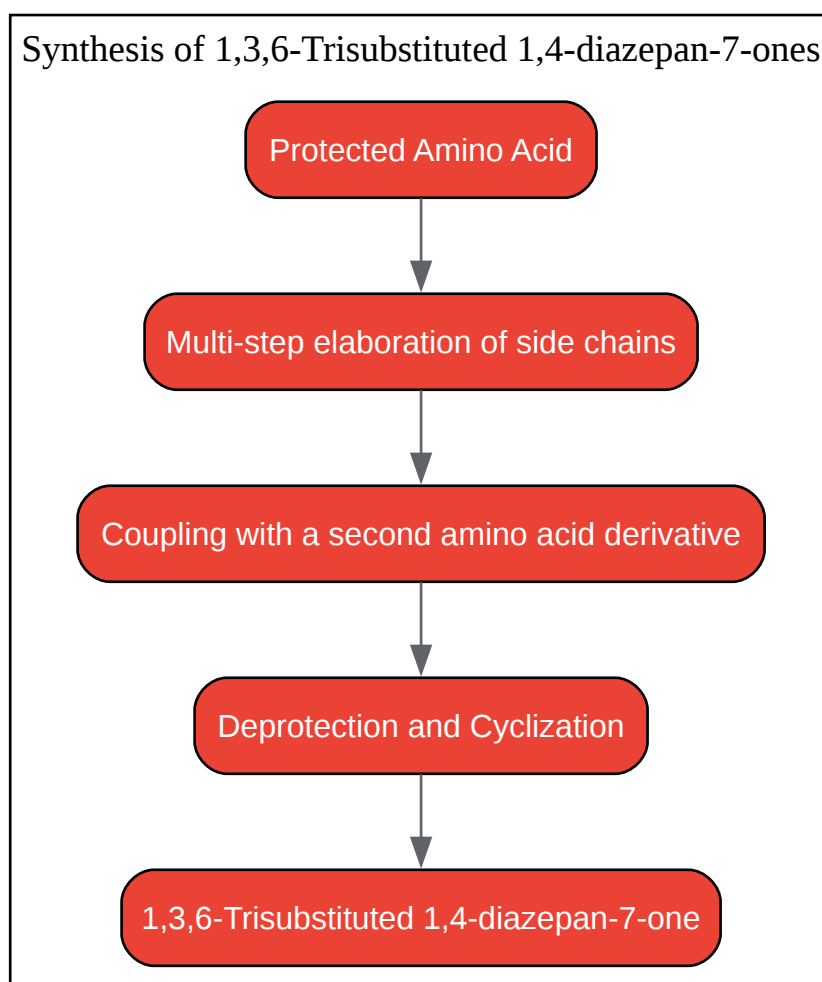 Synthesis of 1,3,6-Trisubstituted 1,4-diazepan-7-ones
Protected Amino Acid
Multi-step elaboration of side chains
Coupling with a second amino acid derivative
Deprotection and Cyclization
1,3,6-Trisubstituted 1,4-diazepan-7-one